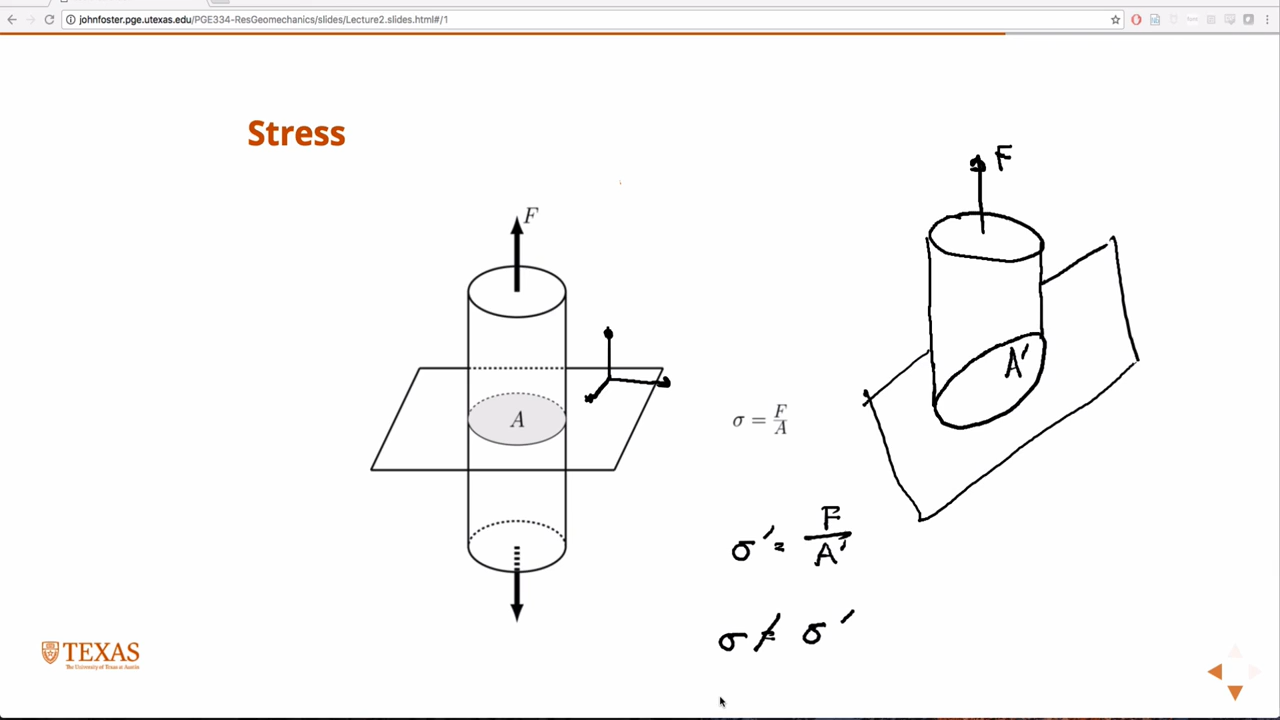 johnfoster.pge.utexas.edu/PGE334-ResGeomechanics/slides/Lecture2.slides.html#/1
Stress
F
F
A'
A
σ = F/A
σ' = F/A'
σ ≠ σ'
TEXAS
The University of Texas at Austin